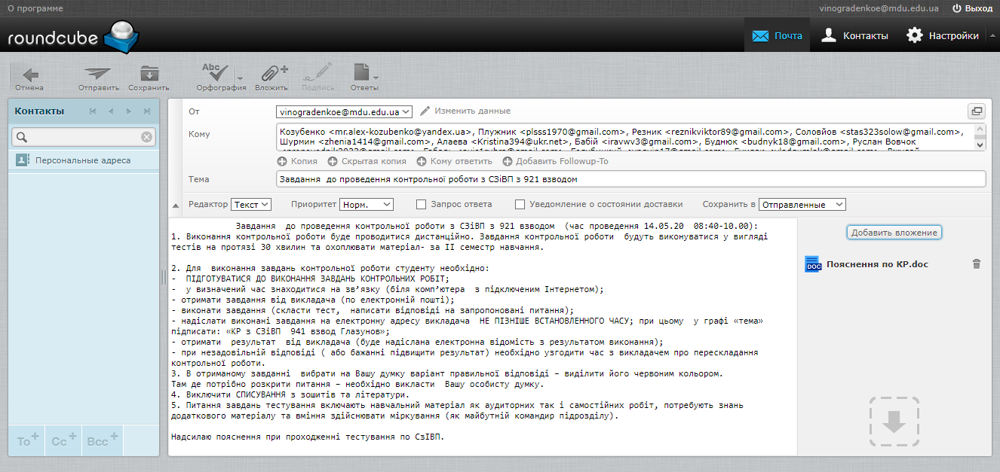 О программе
vinogradenkoe@mdu.edu.ua Выход
roundcube
Почта Контакты Настройки
Abc
Отмена Отправить Сохранить Орфография Вложить Подпись Ответы
Контакты
Персональные адреса
To+ Cc+ Bcc+
От vinogradenkoe@mdu.edu.ua Изменить данные
Кому Козубенко <mr.alex-kozubenko@yandex.ua>, Плужник <plsss1970@gmail.com>, Резник <reznikviktor89@gmail.com>, Соловйов <stas323solow@gmail.com>,
Шурмин <zhenia1414@gmail.com>, Алаева <Kristina394@ukr.net>, Бабій <iravwv3@gmail.com>, Буднюк <budnyk18@gmail.com>, Руслан Вовчок
Копия Скрытая копия Кому ответить Добавить Followup-To
Тема Завдання до проведення контрольної роботи з СЗіВП з 921 взводом
Редактор Текст Приоритет Норм. Запрос ответа Уведомление о состоянии доставки Сохранить в Отправленные
Завдання до проведення контрольної роботи з СЗіВП з 921 взводом (час проведення 14.05.20 08:40-10.00):
1. Виконання контрольної роботи буде проводитися дистанційно. Завдання контрольної роботи будуть виконуватися у вигляді
тестів на протязі 30 хвилин та охоплювати матеріал- за ІІ семестр навчання.
2. Для виконання завдань контрольної роботи студенту необхідно:
- ПІДГОТУВАТИСЯ ДО ВИКОНАННЯ ЗАВДАНЬ КОНТРОЛЬНИХ РОБІТ;
- у визначений час знаходитися на зв’язку (біля комп’ютера з підключеним Інтернетом);
- отримати завдання від викладача (по електронній пошті);
- виконати завдання (скласти тест, написати відповіді на запропоновані питання);
- надіслати виконані завдання на електронну адресу викладача НЕ ПІЗНІШЕ ВСТАНОВЛЕННОГО ЧАСУ; при цьому у графі «тема»
підписати: «КР з СЗіВП 941 взвод Глазунов»;
- отримати результат від викладача (буде надіслана електронна відомість з результатом виконання);
- при незадовільній відповіді ( або бажанні підвищити результат) необхідно узгодити час з викладачем про перескладання
контрольної роботи.
3. В отриманому завданні вибрати на Вашу думку варіант правильної відповіді – виділити його червоним кольором.
Там де потрібно розкрити питання – необхідно викласти Вашу особисту думку.
4. Виключити СПИСУВАННЯ з зошитів та літератури.
5. Питання завдань тестування включають навчальний матеріал як аудиторних так і самостійних робіт, потребують знань
додаткового матеріалу та вміння здійснювати міркування (як майбутній командир підрозділу).
Надсилаю пояснення при проходженні тестування по СзІВП.
Добавить вложение
DOC Пояснення по КР.doc